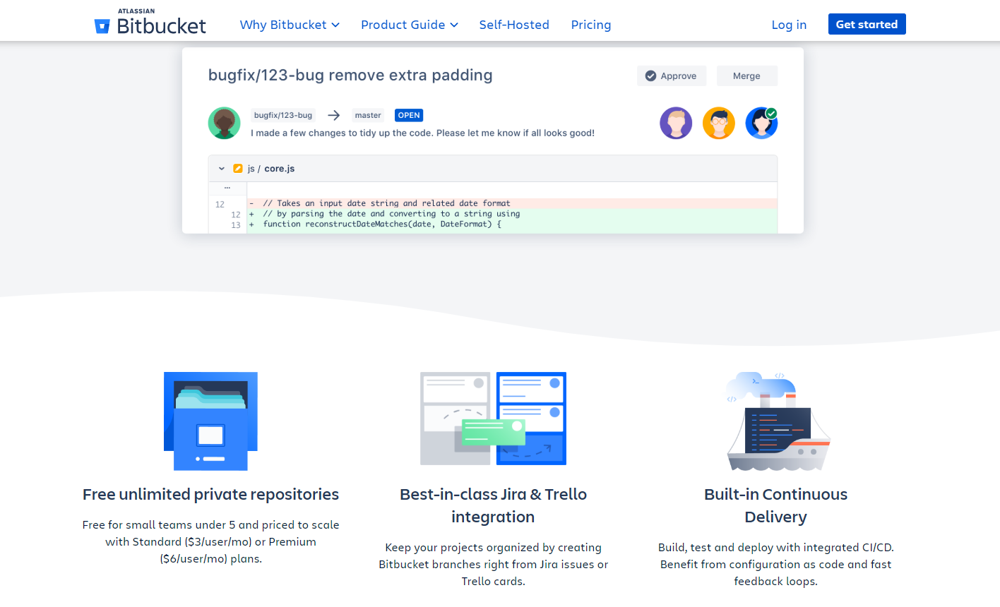 ATLASSIAN
Bitbucket
Why Bitbucket
Product Guide
Self-Hosted
Pricing
Log in
Get started
bugfix/123-bug remove extra padding
Approve
Merge
bugfix/123-bug → master OPEN
I made a few changes to tidy up the code. Please let me know if all looks good!
js / core.js
...
12 - // Takes an input date string and related date format
12 + // by parsing the date and converting to a string using
13 + function reconstructDateMatches(date, DateFormat) {
Free unlimited private repositories
Free for small teams under 5 and priced to scale
with Standard ($3/user/mo) or Premium
($6/user/mo) plans.
Best-in-class Jira & Trello
integration
Keep your projects organized by creating
Bitbucket branches right from Jira issues or
Trello cards.
Built-in Continuous
Delivery
Build, test and deploy with integrated CI/CD.
Benefit from configuration as code and fast
feedback loops.